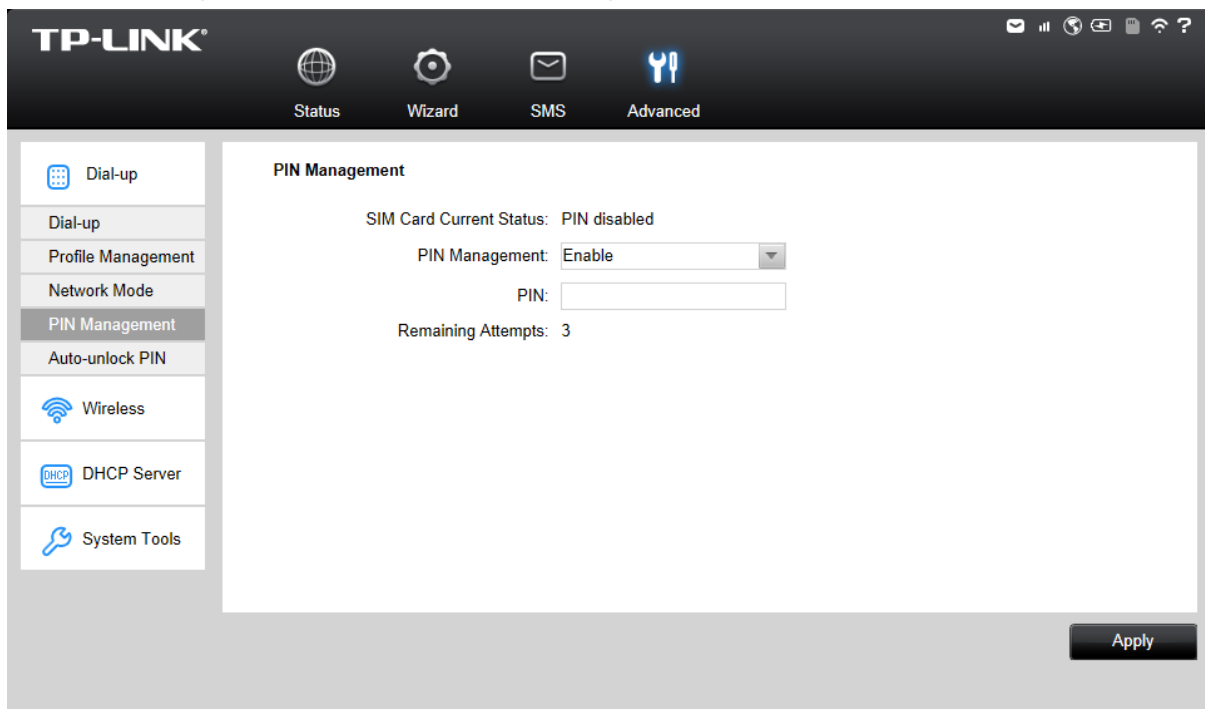 TP-LINK®
?
Status Wizard SMS Advanced
Dial-up
Dial-up
Profile Management
Network Mode
PIN Management
Auto-unlock PIN
Wireless
DHCP DHCP Server
System Tools
PIN Management
SIM Card Current Status: PIN disabled
PIN Management: Enable
PIN:
Remaining Attempts: 3
Apply